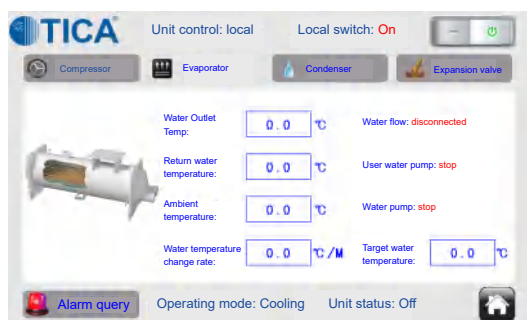 TICA Unit control: local Local switch: On
Compressor Evaporator Condenser Expansion valve
Water Outlet
Temp: 0.0 ℃ Water flow: disconnected
Return water
temperature: 0.0 ℃ User water pump: stop
Ambient
temperature: 0.0 ℃ Water pump: stop
Water temperature
change rate: 0.0 ℃/M
Target water
temperature: 0.0 ℃
Alarm query Operating mode: Cooling Unit status: Off